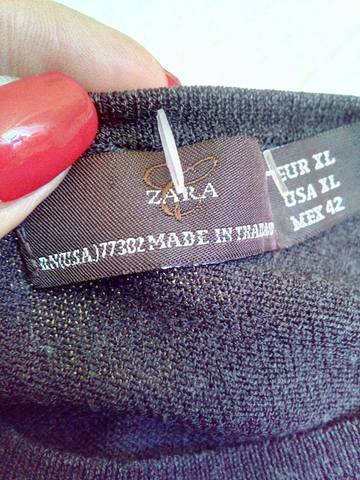 ZARA
RN(USA)77302 MADE IN THAILAND
EUR XL
USA XL
MEX 42